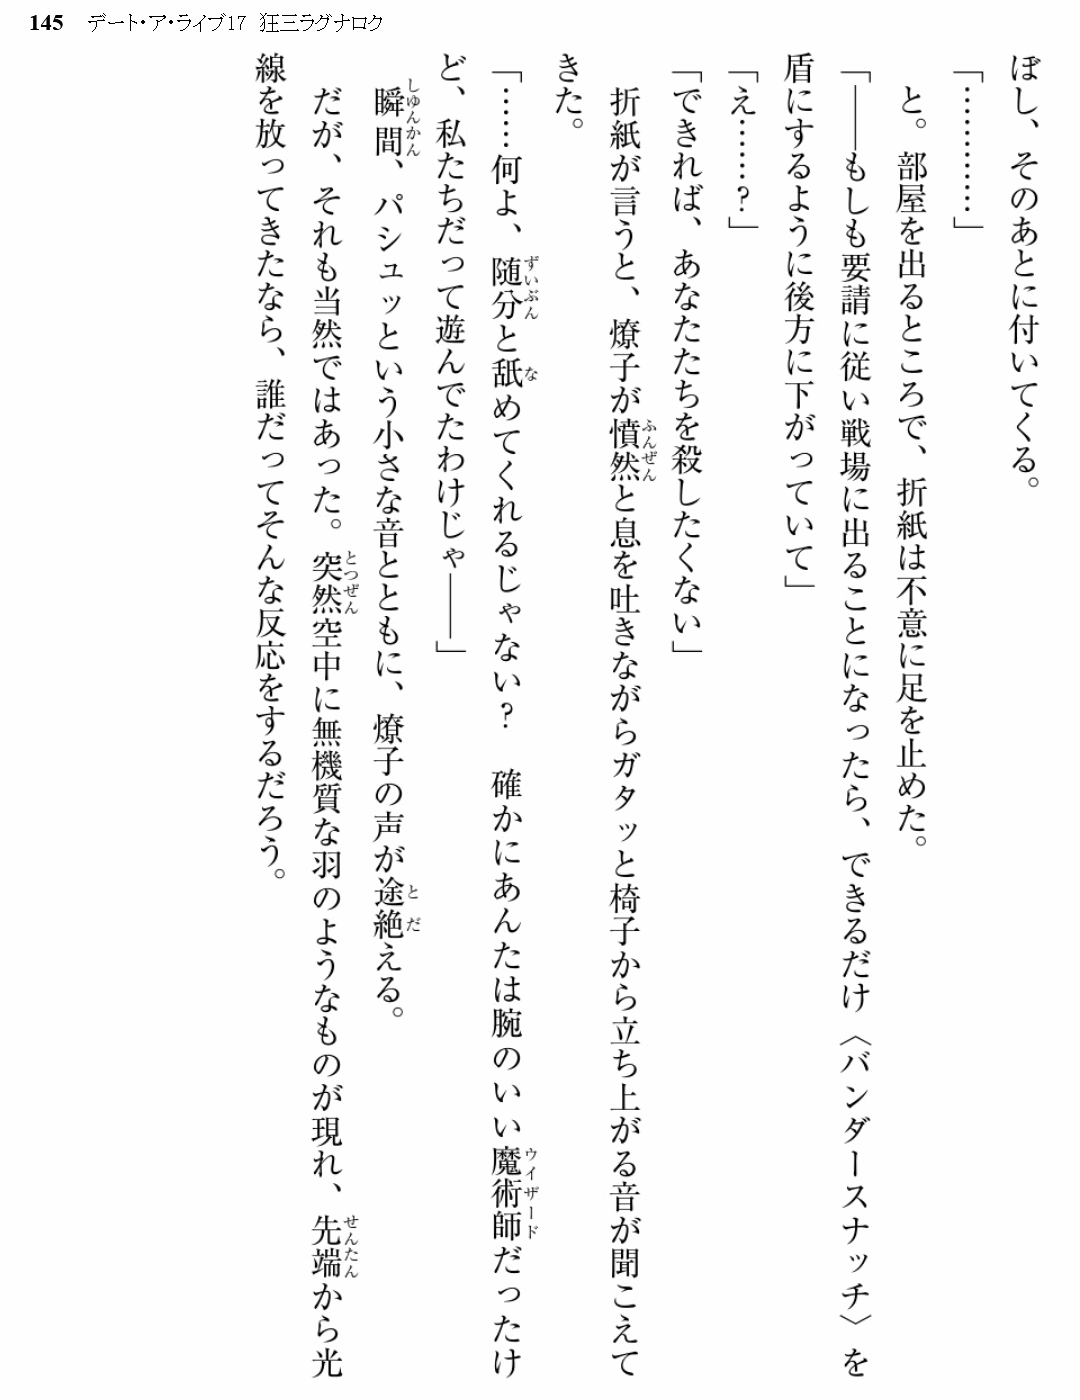 145　デート・ア・ライブ17　狂三ラグナロク
ぼし、そのあとに付いてくる。
「…………」
と。部屋を出るところで、折紙は不意に足を止めた。
「――もしも要請に従い戦場に出ることになったら、できるだけ〈バンダースナッチ〉を
盾にするように後方に下がっていて」
「え……？」
「できれば、あなたたちを殺したくない」
折紙が言うと、燎子が憤然と息を吐きながらガタッと椅子から立ち上がる音が聞こえて
きた。
「……何よ、随分と舐めてくれるじゃない？　確かにあんたは腕のいい魔術師だったけ
ど、私たちだって遊んでたわけじゃ――」
瞬間、パシュッという小さな音とともに、燎子の声が途絶える。
だが、それも当然ではあった。突然空中に無機質な羽のようなものが現れ、先端から光
線を放ってきたなら、誰だってそんな反応をするだろう。